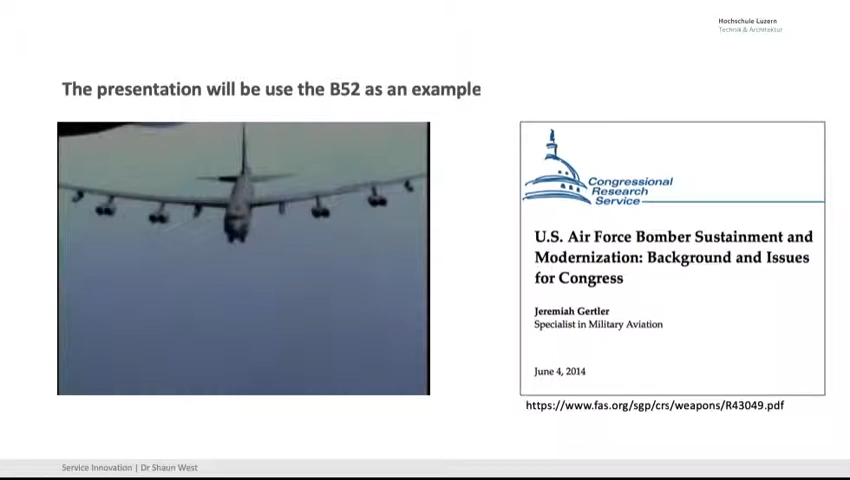 Hochschule Luzern
Technik & Architektur
The presentation will be use the B52 as an example
Congressional
Research
Service
U.S. Air Force Bomber Sustainment and
Modernization: Background and Issues
for Congress
Jeremiah Gertler
Specialist in Military Aviation
June 4, 2014
https://www.fas.org/sgp/crs/weapons/R43049.pdf
Service Innovation | Dr Shaun West